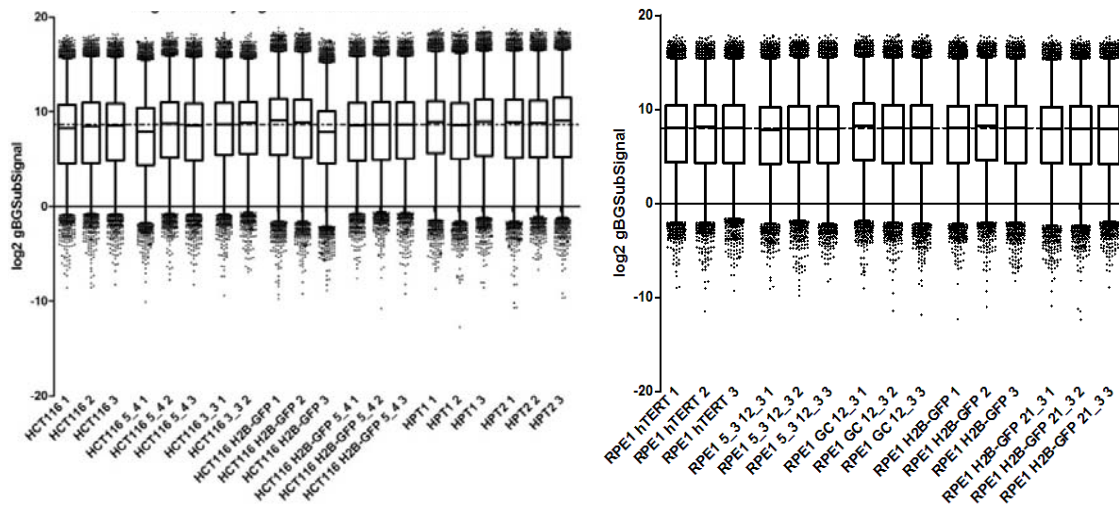 20
10
0
-10
-20
log2 gBGSubSignal
HCT116 1
HCT116 2
HCT116 3
HCT116 5_4 1
HCT116 5_4 2
HCT116 5_4 3
HCT116 3_3 1
HCT116 3_3 2
HCT116 H2B-GFP 1
HCT116 H2B-GFP 2
HCT116 H2B-GFP 3
HCT116 H2B-GFP 5_4 1
HCT116 H2B-GFP 5_4 2
HCT116 H2B-GFP 5_4 3
HPT1 1
HPT1 2
HPT1 3
HPT2 1
HPT2 2
HPT2 3
20
10
0
-10
-20
log2 gBGSubSignal
RPE1 hTERT 1
RPE1 hTERT 2
RPE1 hTERT 3
RPE1 5_3 12_3 1
RPE1 5_3 12_3 2
RPE1 5_3 12_3 3
RPE1 GC 12_3 1
RPE1 GC 12_3 2
RPE1 GC 12_3 3
RPE1 H2B-GFP 1
RPE1 H2B-GFP 2
RPE1 H2B-GFP 3
RPE1 H2B-GFP 21_3 1
RPE1 H2B-GFP 21_3 2
RPE1 H2B-GFP 21_3 3